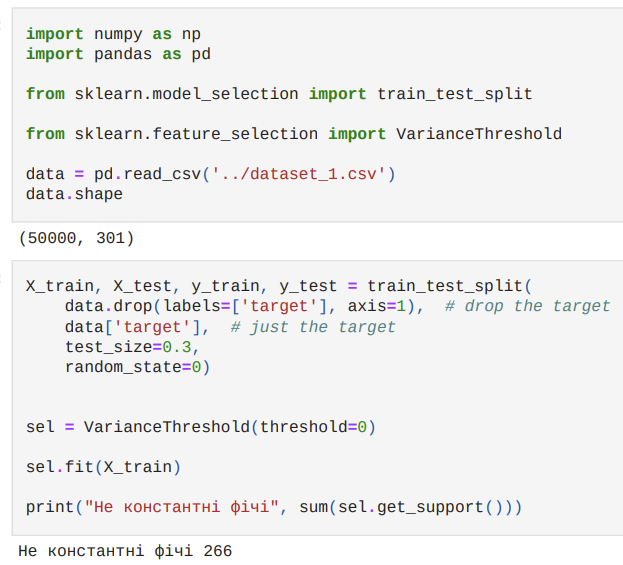 import numpy as np
import pandas as pd
from sklearn.model_selection import train_test_split
from sklearn.feature_selection import VarianceThreshold
data = pd.read_csv('../dataset_1.csv')
data.shape
(50000, 301)
X_train, X_test, y_train, y_test = train_test_split(
    data.drop(labels=['target'], axis=1),  # drop the target
    data['target'],  # just the target
    test_size=0.3,
    random_state=0)
sel = VarianceThreshold(threshold=0)
sel.fit(X_train)
print("Не константні фічі", sum(sel.get_support()))
Не константні фічі 266